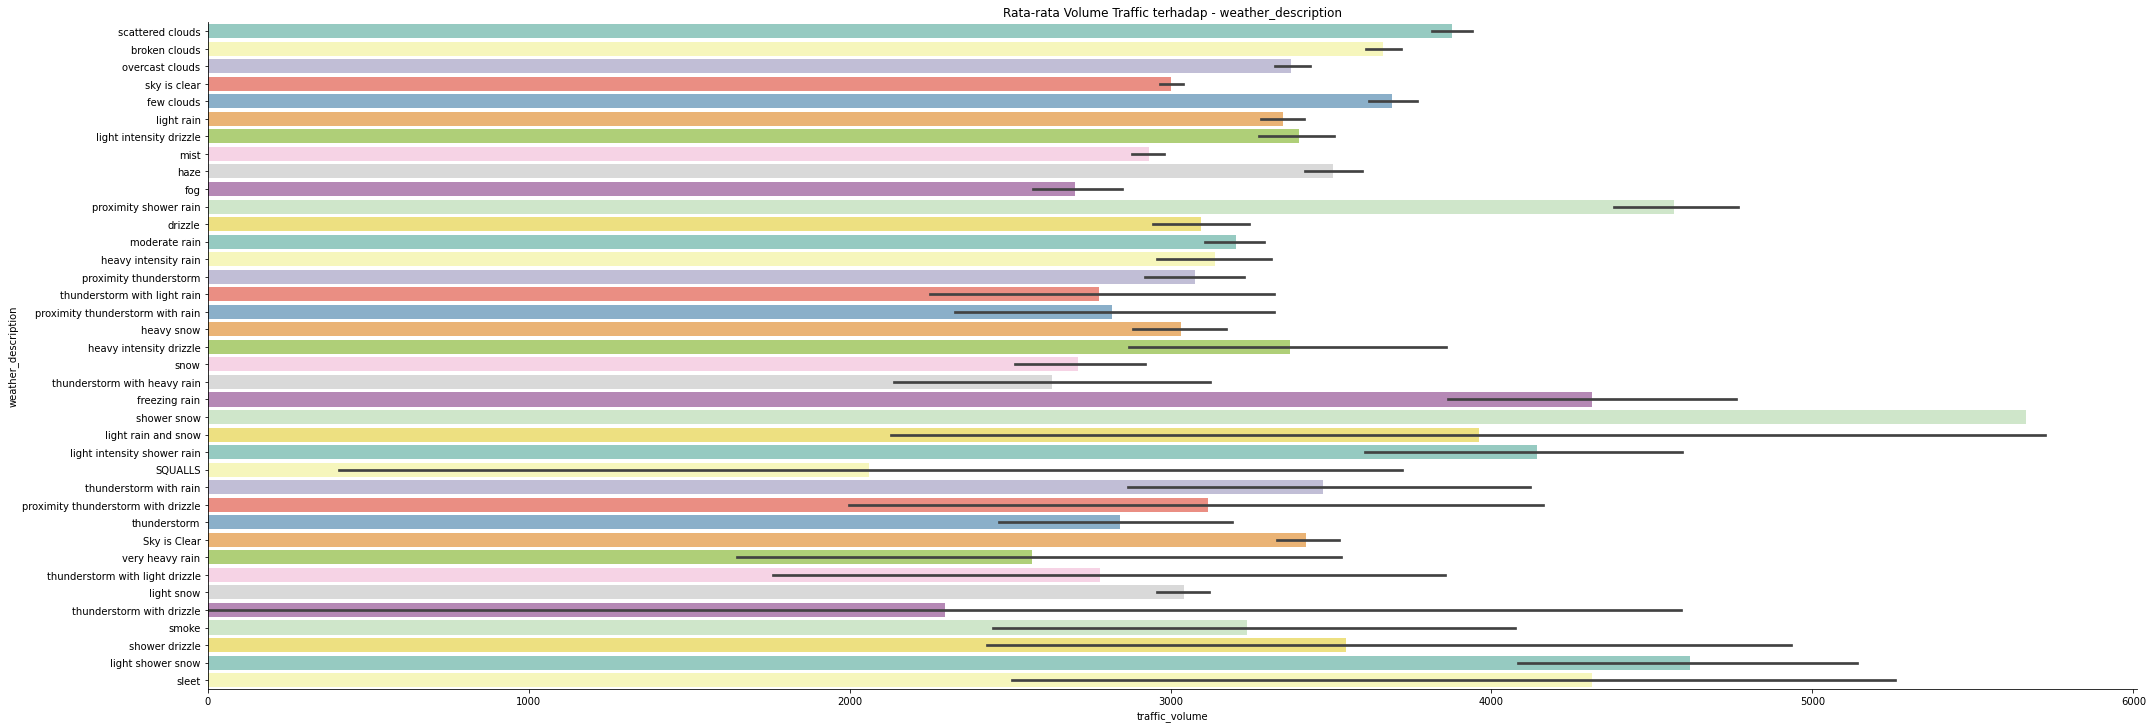 Rata-rata Volume Traffic terhadap - weather_description
scattered clouds
broken clouds
overcast clouds
sky is clear
few clouds
light rain
light intensity drizzle
mist
haze
fog
proximity shower rain
drizzle
moderate rain
heavy intensity rain
proximity thunderstorm
thunderstorm with light rain
proximity thunderstorm with rain
heavy snow
heavy intensity drizzle
snow
thunderstorm with heavy rain
freezing rain
shower snow
light rain and snow
light intensity shower rain
SQUALLS
thunderstorm with rain
proximity thunderstorm with drizzle
thunderstorm
Sky is Clear
very heavy rain
thunderstorm with light drizzle
light snow
thunderstorm with drizzle
smoke
shower drizzle
light shower snow
sleet
weather_description
0 1000 2000 3000 4000 5000 6000
traffic_volume